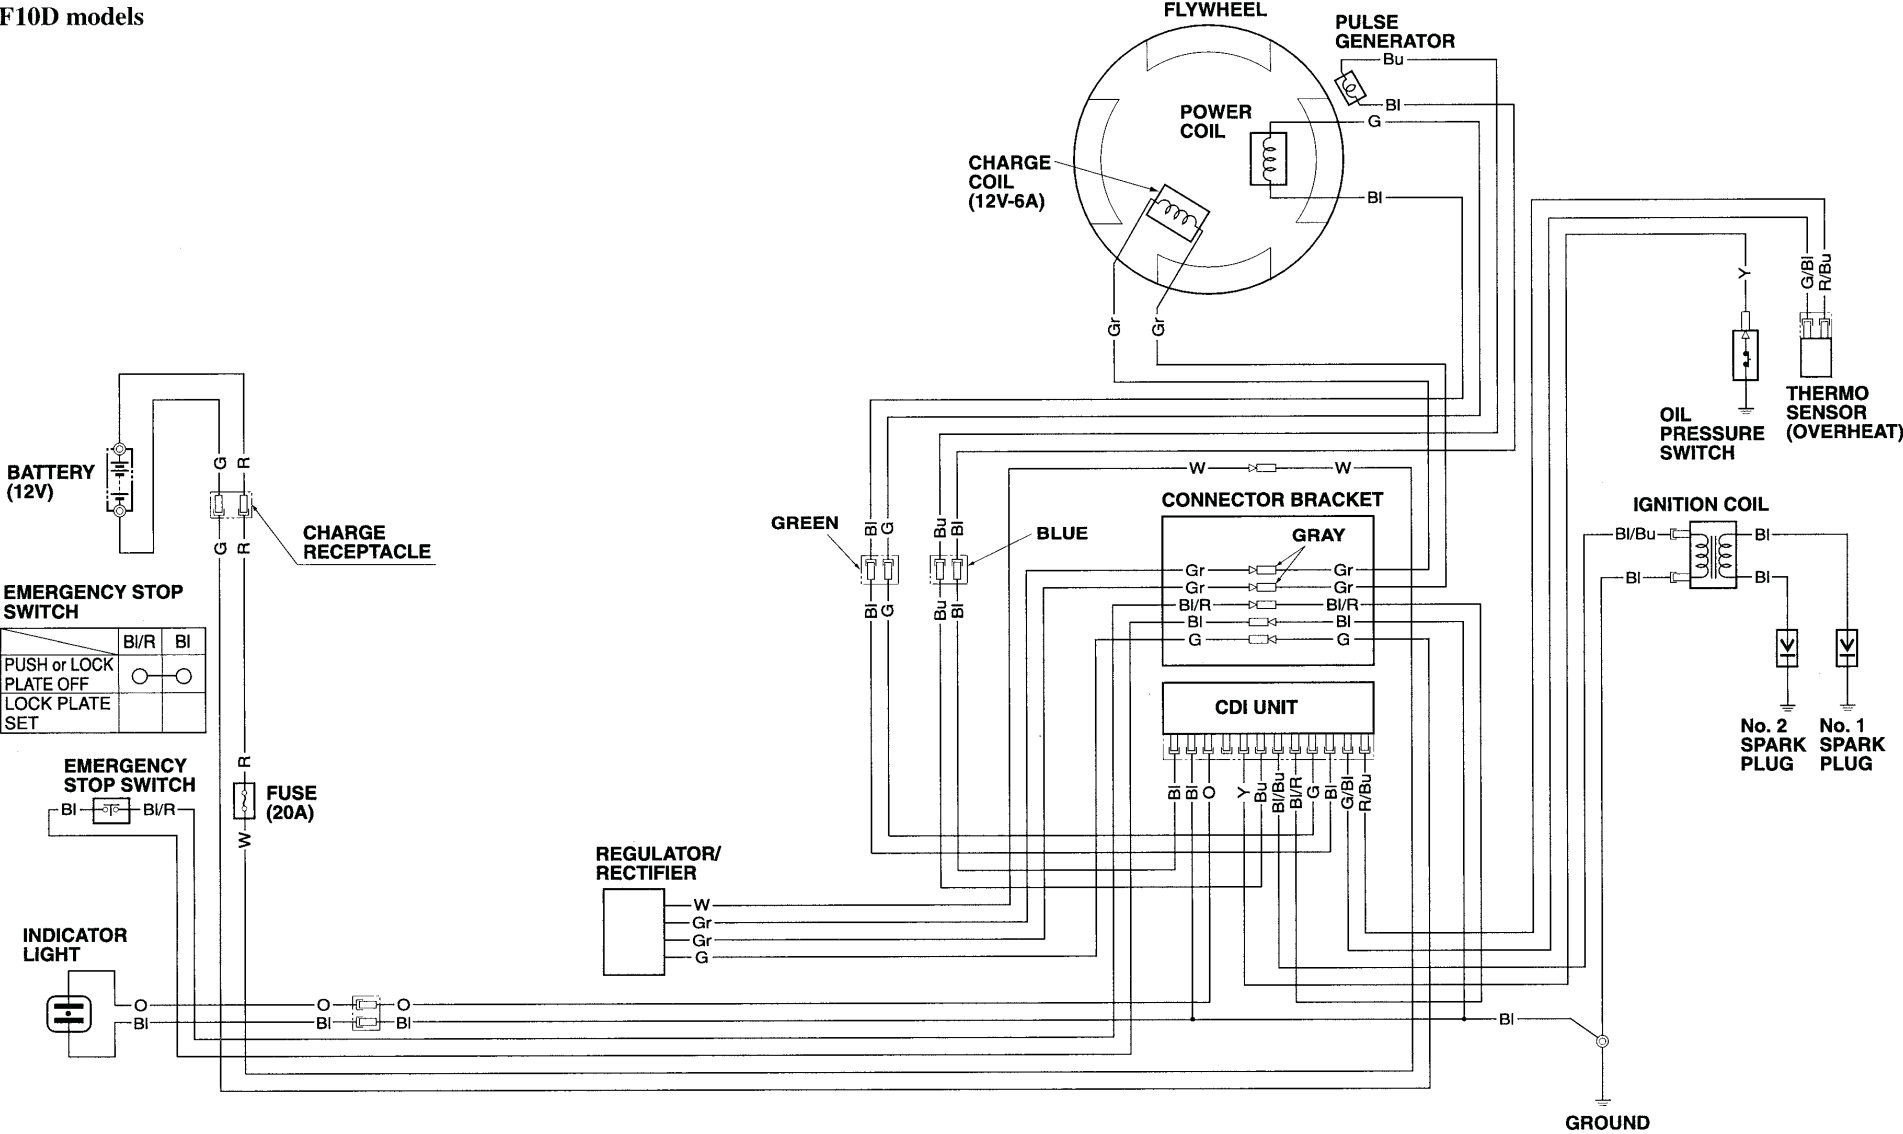 F10D models
FLYWHEEL
PULSE
GENERATOR
Bu
Bl
POWER
COIL
G
Bl
CHARGE
COIL
(12V-6A)
Gr
Gr
Y
G/Bl
R/Bu
OIL
PRESSURE
SWITCH
THERMO
SENSOR
(OVERHEAT)
BATTERY
(12V)
G
R
G
R
CHARGE
RECEPTACLE
W
W
CONNECTOR BRACKET
GRAY
Gr
Gr
Gr
Gr
Bl/R
Bl/R
Bl
Bl
G
G
GREEN
Bl
G
Bl
G
BLUE
Bu
Bl
Bu
Bl
IGNITION COIL
Bl/Bu
Bl
Bl
Bl
No. 2
SPARK
PLUG
No. 1
SPARK
PLUG
EMERGENCY STOP
SWITCH
Bl/R
Bl
PUSH or LOCK
PLATE OFF
LOCK PLATE
SET
EMERGENCY
STOP SWITCH
Bl
Bl/R
R
FUSE
(20A)
W
CDI UNIT
Bl
Bl
O
Y
Bu
Bl/Bu
Bl/R
G
Bl
G/Bl
R/Bu
REGULATOR/
RECTIFIER
W
Gr
Gr
G
INDICATOR
LIGHT
O
O
O
Bl
Bl
Bl
Bl
GROUND